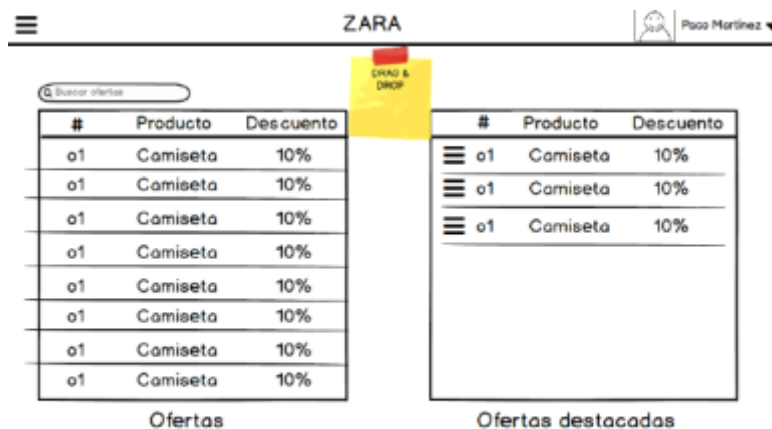 ZARA
Paco Martínez
DRAG &
DROP
Buscar ofertas
# Producto Descuento
o1 Camiseta 10%
o1 Camiseta 10%
o1 Camiseta 10%
o1 Camiseta 10%
o1 Camiseta 10%
o1 Camiseta 10%
o1 Camiseta 10%
o1 Camiseta 10%
Ofertas
# Producto Descuento
o1 Camiseta 10%
o1 Camiseta 10%
o1 Camiseta 10%
Ofertas destacadas